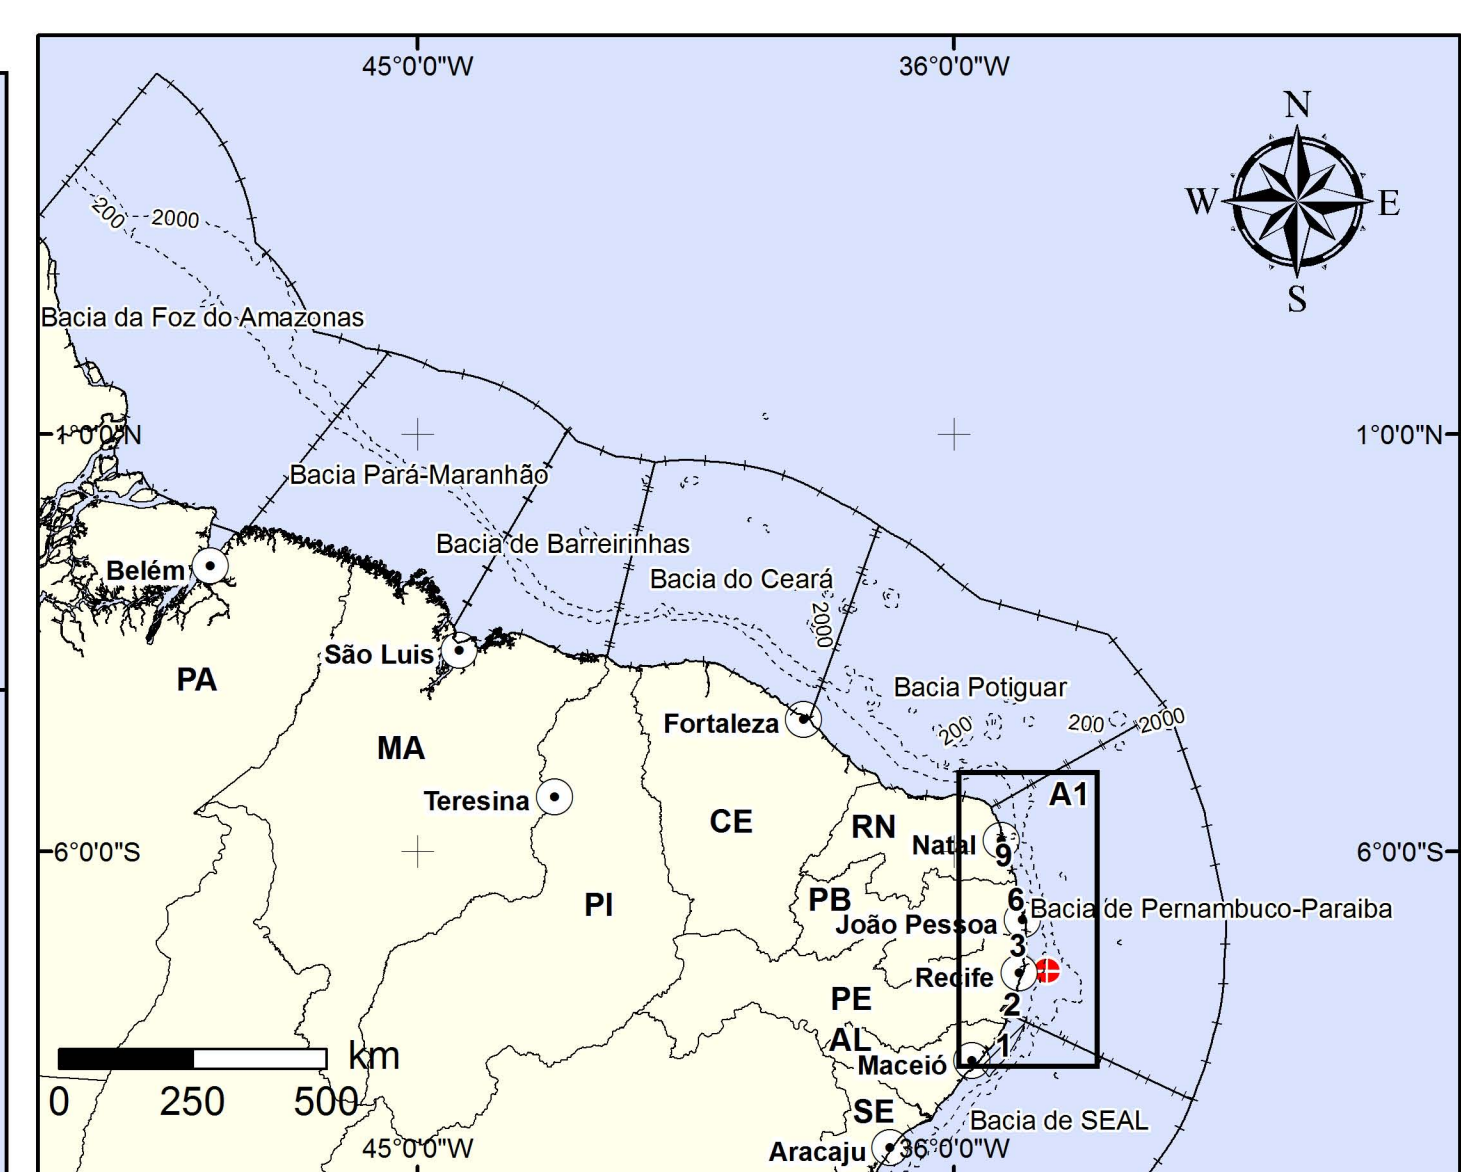 45°0'0"W
36°0'0"W
N
W
E
S
200
2000
Bacia da Foz do Amazonas
1°0'0"N
1°0'0"N
Bacia Pará-Maranhão
Bacia de Barreirinhas
Belém
Bacia do Ceará
2000
São Luis
PA
Bacia Potiguar
200
200
2000
Fortaleza
MA
A1
Teresina
CE
RN
Natal
9
6°0'0"S
6°0'0"S
PI
PB
6
Bacia de Pernambuco-Paraiba
João Pessoa
3
Recife
PE
2
AL
1
km
Maceió
0
250
500
SE
Bacia de SEAL
45°0'0"W
36°0'0"W
Aracaju